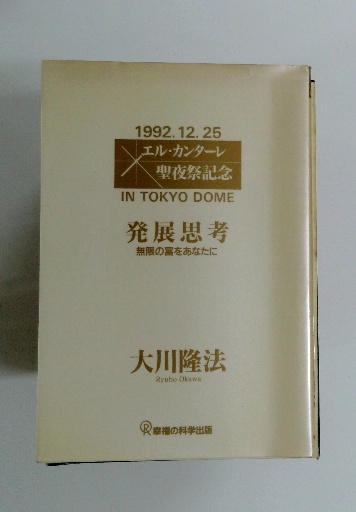 1992.12.25
エル・カンターレ
聖夜祭記念
IN TOKYO DOME
発展思考
無限の富をあなたに
大川隆法
Ryuho Okawa
幸福の科学出版